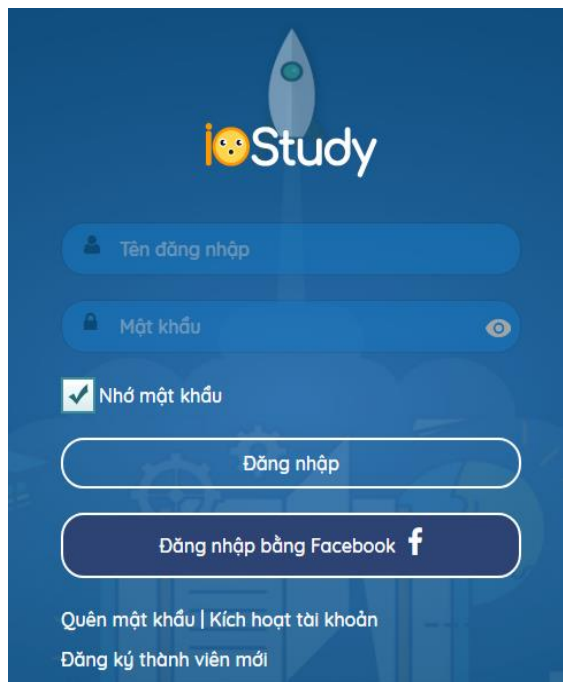 ioStudy
Tên đăng nhập
Mật khẩu
Nhớ mật khẩu
Đăng nhập
Đăng nhập bằng Facebook f
Quên mật khẩu | Kích hoạt tài khoản
Đăng ký thành viên mới